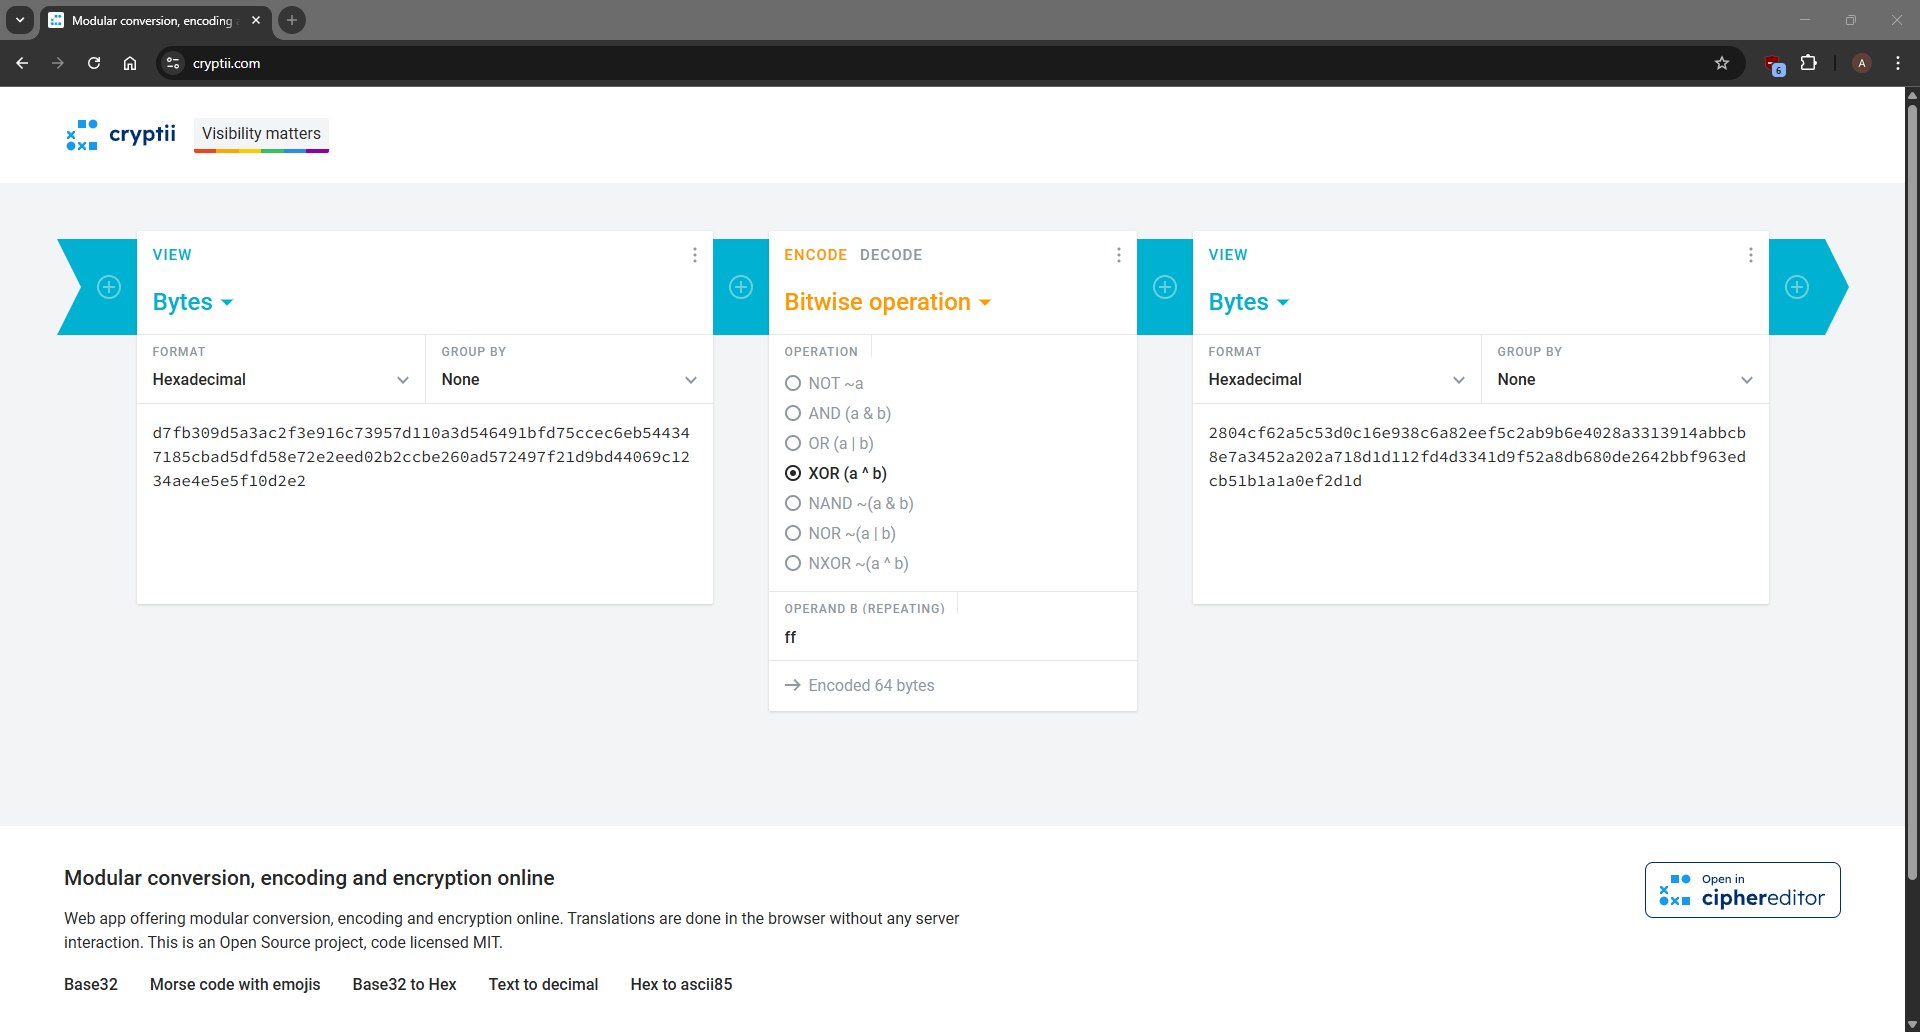 Modular conversion, encoding
cryptii.com
6
A
cryptii
Visibility matters
VIEW
Bytes
FORMAT
Hexadecimal
GROUP BY
None
d7fb309d5a3ac2f3e916c73957d110a3d546491bfd75ccec6eb54434
7185cbad5dfd58e72e2eed02b2ccbe260ad572497f21d9bd44069c12
34ae4e5e5f10d2e2
ENCODE DECODE
Bitwise operation
OPERATION
NOT ~a
AND (a & b)
OR (a | b)
XOR (a ^ b)
NAND ~(a & b)
NOR ~(a | b)
NXOR ~(a ^ b)
OPERAND B (REPEATING)
ff
→ Encoded 64 bytes
VIEW
Bytes
FORMAT
Hexadecimal
GROUP BY
None
2804cf62a5c53d0c16e938c6a82eef5c2ab9b6e4028a3313914abbcb
8e7a3452a202a718d1d112fd4d3341d9f52a8db680de2642bbf963ed
cb51b1a1a0ef2d1d
Modular conversion, encoding and encryption online
Web app offering modular conversion, encoding and encryption online. Translations are done in the browser without any server
interaction. This is an Open Source project, code licensed MIT.
Base32 Morse code with emojis Base32 to Hex Text to decimal Hex to ascii85
Open in
ciphereditor